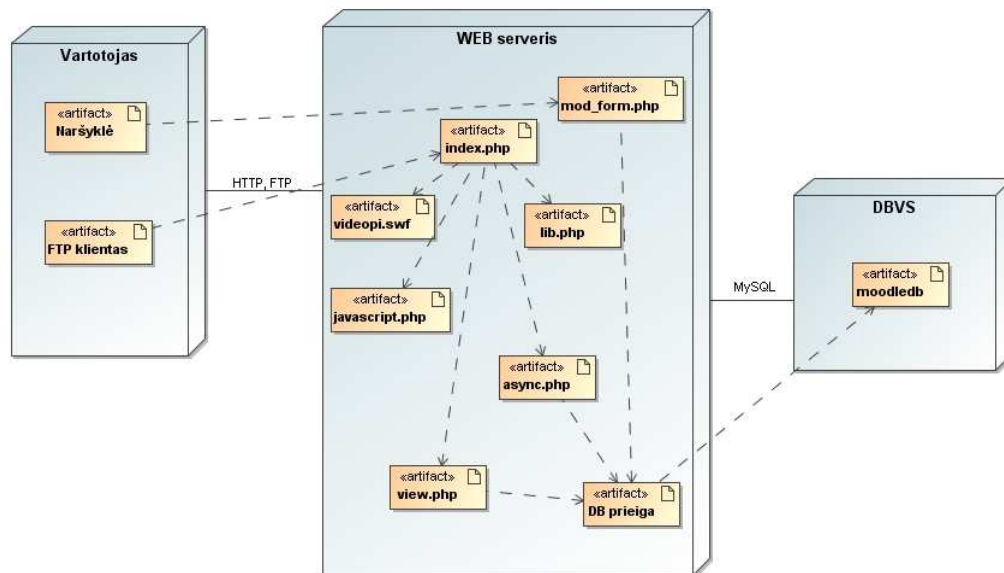 Vartotojas
«artifact»
Naršyklė
«artifact»
FTP klientas
HTTP, FTP
WEB serveris
«artifact»
mod_form.php
«artifact»
index.php
«artifact»
videopi.swf
«artifact»
lib.php
«artifact»
javascript.php
«artifact»
async.php
«artifact»
view.php
«artifact»
DB prieiga
MySQL
DBVS
«artifact»
moodledb